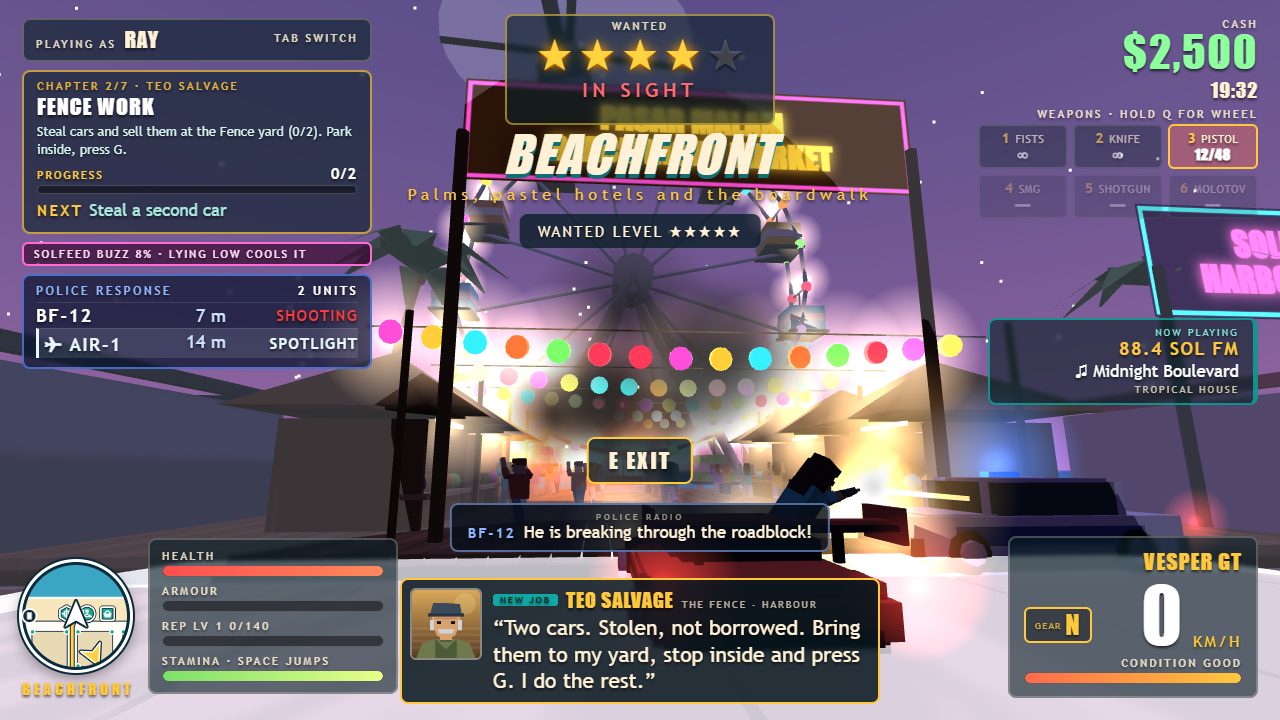 PLAYING AS RAY
TAB SWITCH
CHAPTER 2/7 · TEO SALVAGE
FENCE WORK
Steal cars and sell them at the Fence yard (0/2). Park
inside, press G.
PROGRESS 0/2
NEXT Steal a second car
SOLFEED BUZZ 8% · LYING LOW COOLS IT
POLICE RESPONSE 2 UNITS
BF-12 7 m SHOOTING
AIR-1 14 m SPOTLIGHT
WANTED
IN SIGHT
PASAR MALAM
MARKET
BEACHFRONT
Palms, pastel hotels and the boardwalk
WANTED LEVEL ★★★★★
CASH
$2,500
19:32
WEAPONS · HOLD Q FOR WHEEL
1 FISTS
∞
2 KNIFE
∞
3 PISTOL
12/48
4 SMG
—
5 SHOTGUN
—
6 MOLOTOV
—
SOL
HARBO
NOW PLAYING
88.4 SOL FM
♫ Midnight Boulevard
TROPICAL HOUSE
E EXIT
POLICE RADIO
BF-12 He is breaking through the roadblock!
HEALTH
ARMOUR
REP LV 1 0/140
STAMINA · SPACE JUMPS
BEACHFRONT
NEW JOB TEO SALVAGE THE FENCE · HARBOUR
“Two cars. Stolen, not borrowed. Bring
them to my yard, stop inside and press
G. I do the rest.”
VESPER GT
GEAR N
0 KM/H
CONDITION GOOD